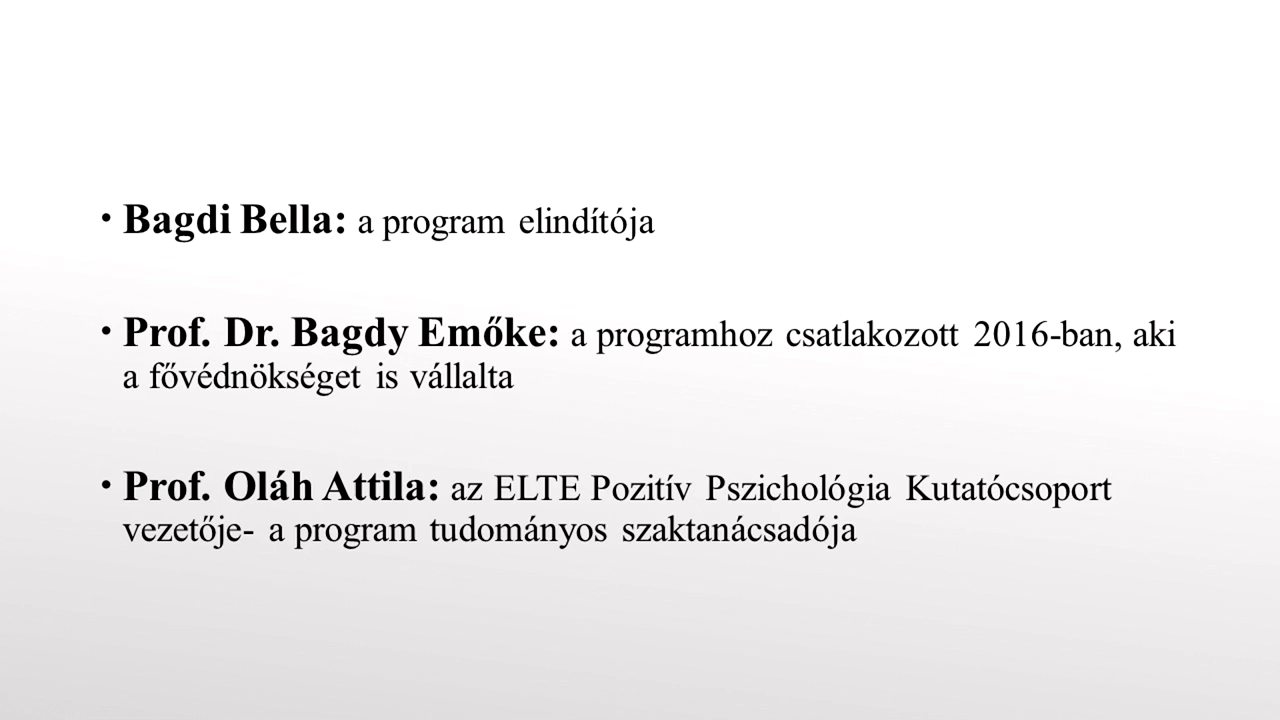 • Bagdi Bella: a program elindítója
• Prof. Dr. Bagdy Emőke: a programhoz csatlakozott 2016-ban, aki
a fővédnökséget is vállalta
• Prof. Oláh Attila: az ELTE Pozitív Pszichológia Kutatócsoport
vezetője- a program tudományos szaktanácsadója